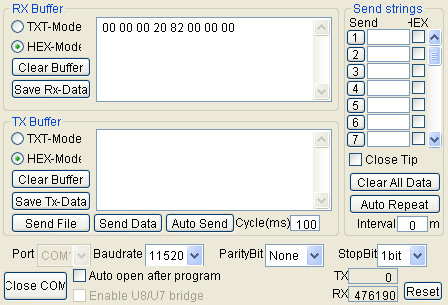 RX Buffer
TXT-Mode
HEX-Mode
Clear Buffer
Save Rx-Data
00 00 00 20 82 00 00 00
Send strings
Send HEX
1
2
3
4
5
6
7
Close Tip
Clear All Data
Auto Repeat
Interval 0 m
TX Buffer
TXT-Mode
HEX-Mode
Clear Buffer
Save Tx-Data
Send File Send Data Auto Send Cycle(ms) 100
Port COM1 Baudrate 11520 ParityBit None StopBit 1bit
Close COM
Auto open after program
Enable U8/U7 bridge
TX 0
RX 476190
Reset